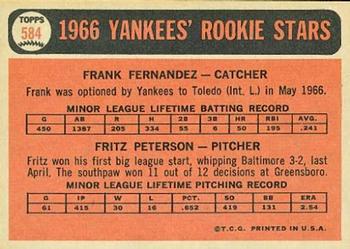 TOPPS
584
1966 YANKEES' ROOKIE STARS
FRANK FERNANDEZ — CATCHER
Frank was optioned by Yankees to Toledo (Int. L.) in May 1966.
MINOR LEAGUE LIFETIME BATTING RECORD
G AB R H 2B 3B HR RBI AVG.
450 1387 205 334 55 6 50 195 .241
FRITZ PETERSON — PITCHER
Fritz won his first big league start, whipping Baltimore 3-2, last
April. The southpaw won 11 out of 12 decisions at Greensboro.
MINOR LEAGUE LIFETIME PITCHING RECORD
G IP W L PCT. SO BB ERA
61 415 30 16 .652 429 131 2.54
©T.C.G. PRINTED IN U.S.A.